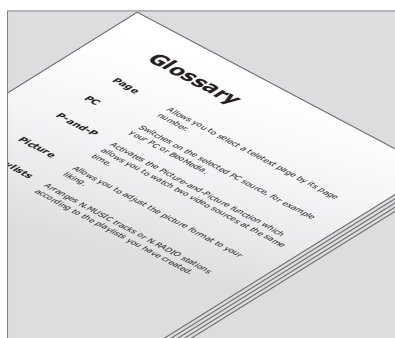 Glossary
Page
Allows you to select a teletext page by its page
number.
PC
Switches on the selected PC source, for example
your PC or BeoMedia.
P-and-P
Activates the Picture-and-Picture function which
allows you to watch two video sources at the same
time.
Picture
Allows you to adjust the picture format to your
liking.
ylists
Arranges N.MUSIC tracks or N.RADIO stations
according to the playlists you have created.